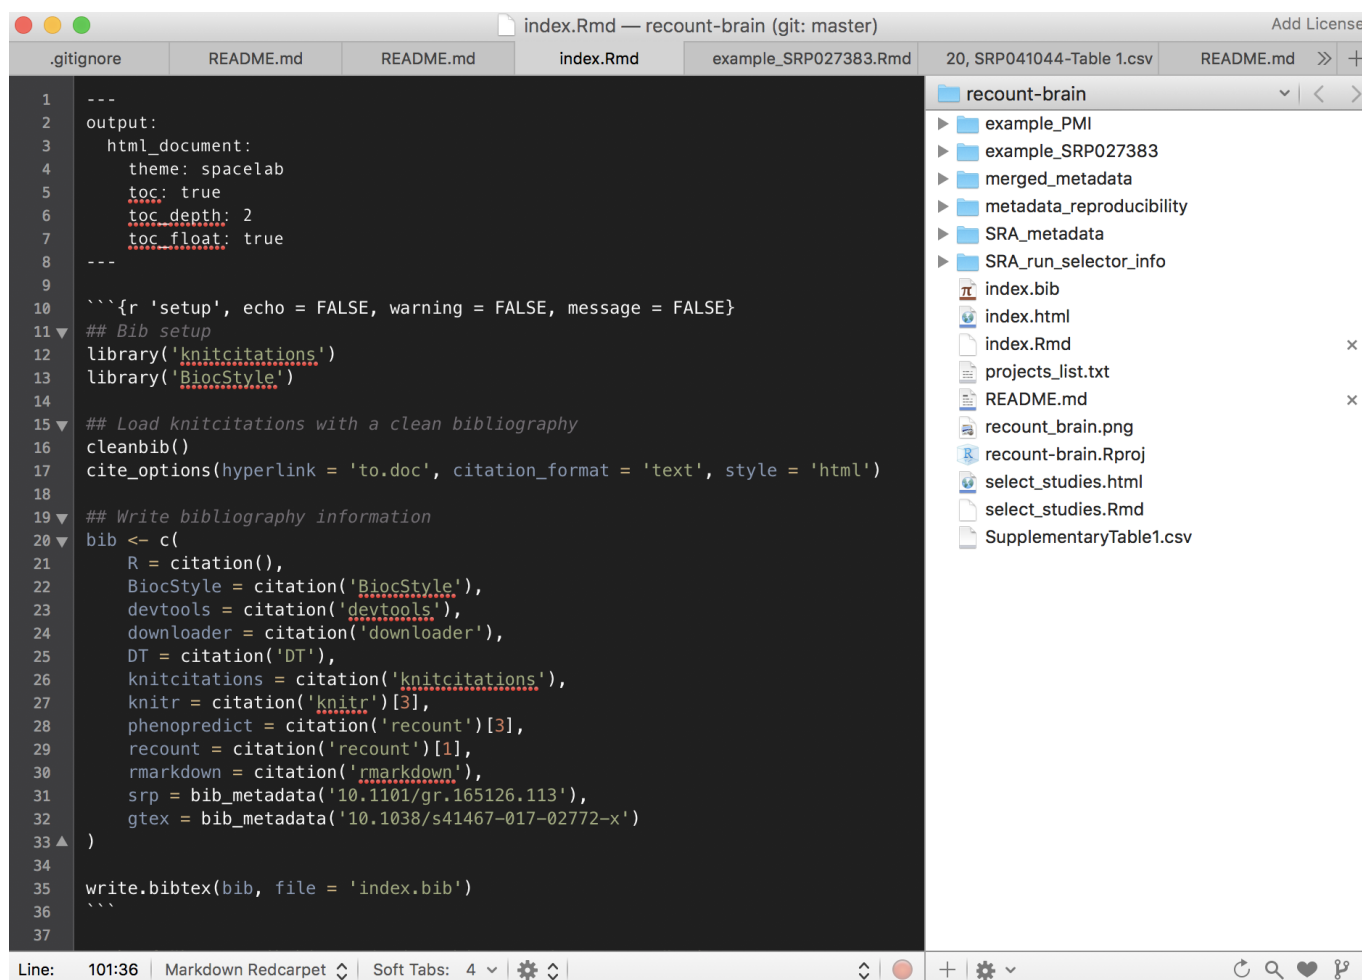 index.Rmd — recount-brain (git: master)
Add License
.gitignore
README.md
README.md
index.Rmd
example_SRP027383.Rmd
20, SRP041044-Table 1.csv
README.md
1 ---
2 output:
3   html_document:
4     theme: spacelab
5     toc: true
6     toc_depth: 2
7     toc_float: true
8 ---
9
10 ```{r 'setup', echo = FALSE, warning = FALSE, message = FALSE}
11 ## Bib setup
12 library('knitcitations')
13 library('BiocStyle')
14
15 ## Load knitcitations with a clean bibliography
16 cleanbib()
17 cite_options(hyperlink = 'to.doc', citation_format = 'text', style = 'html')
18
19 ## Write bibliography information
20 bib <- c(
21     R = citation(),
22     BiocStyle = citation('BiocStyle'),
23     devtools = citation('devtools'),
24     downloader = citation('downloader'),
25     DT = citation('DT'),
26     knitcitations = citation('knitcitations'),
27     knitr = citation('knitr')[3],
28     phenopredict = citation('recount')[3],
29     recount = citation('recount')[1],
30     rmarkdown = citation('rmarkdown'),
31     srp = bib_metadata('10.1101/gr.165126.113'),
32     gtex = bib_metadata('10.1038/s41467-017-02772-x')
33 )
34
35 write.bibtex(bib, file = 'index.bib')
36 ```
37
recount-brain
example_PMI
example_SRP027383
merged_metadata
metadata_reproducibility
SRA_metadata
SRA_run_selector_info
index.bib
index.html
index.Rmd
projects_list.txt
README.md
recount_brain.png
recount-brain.Rproj
select_studies.html
select_studies.Rmd
SupplementaryTable1.csv
Line: 101:36
Markdown Redcarpet
Soft Tabs: 4